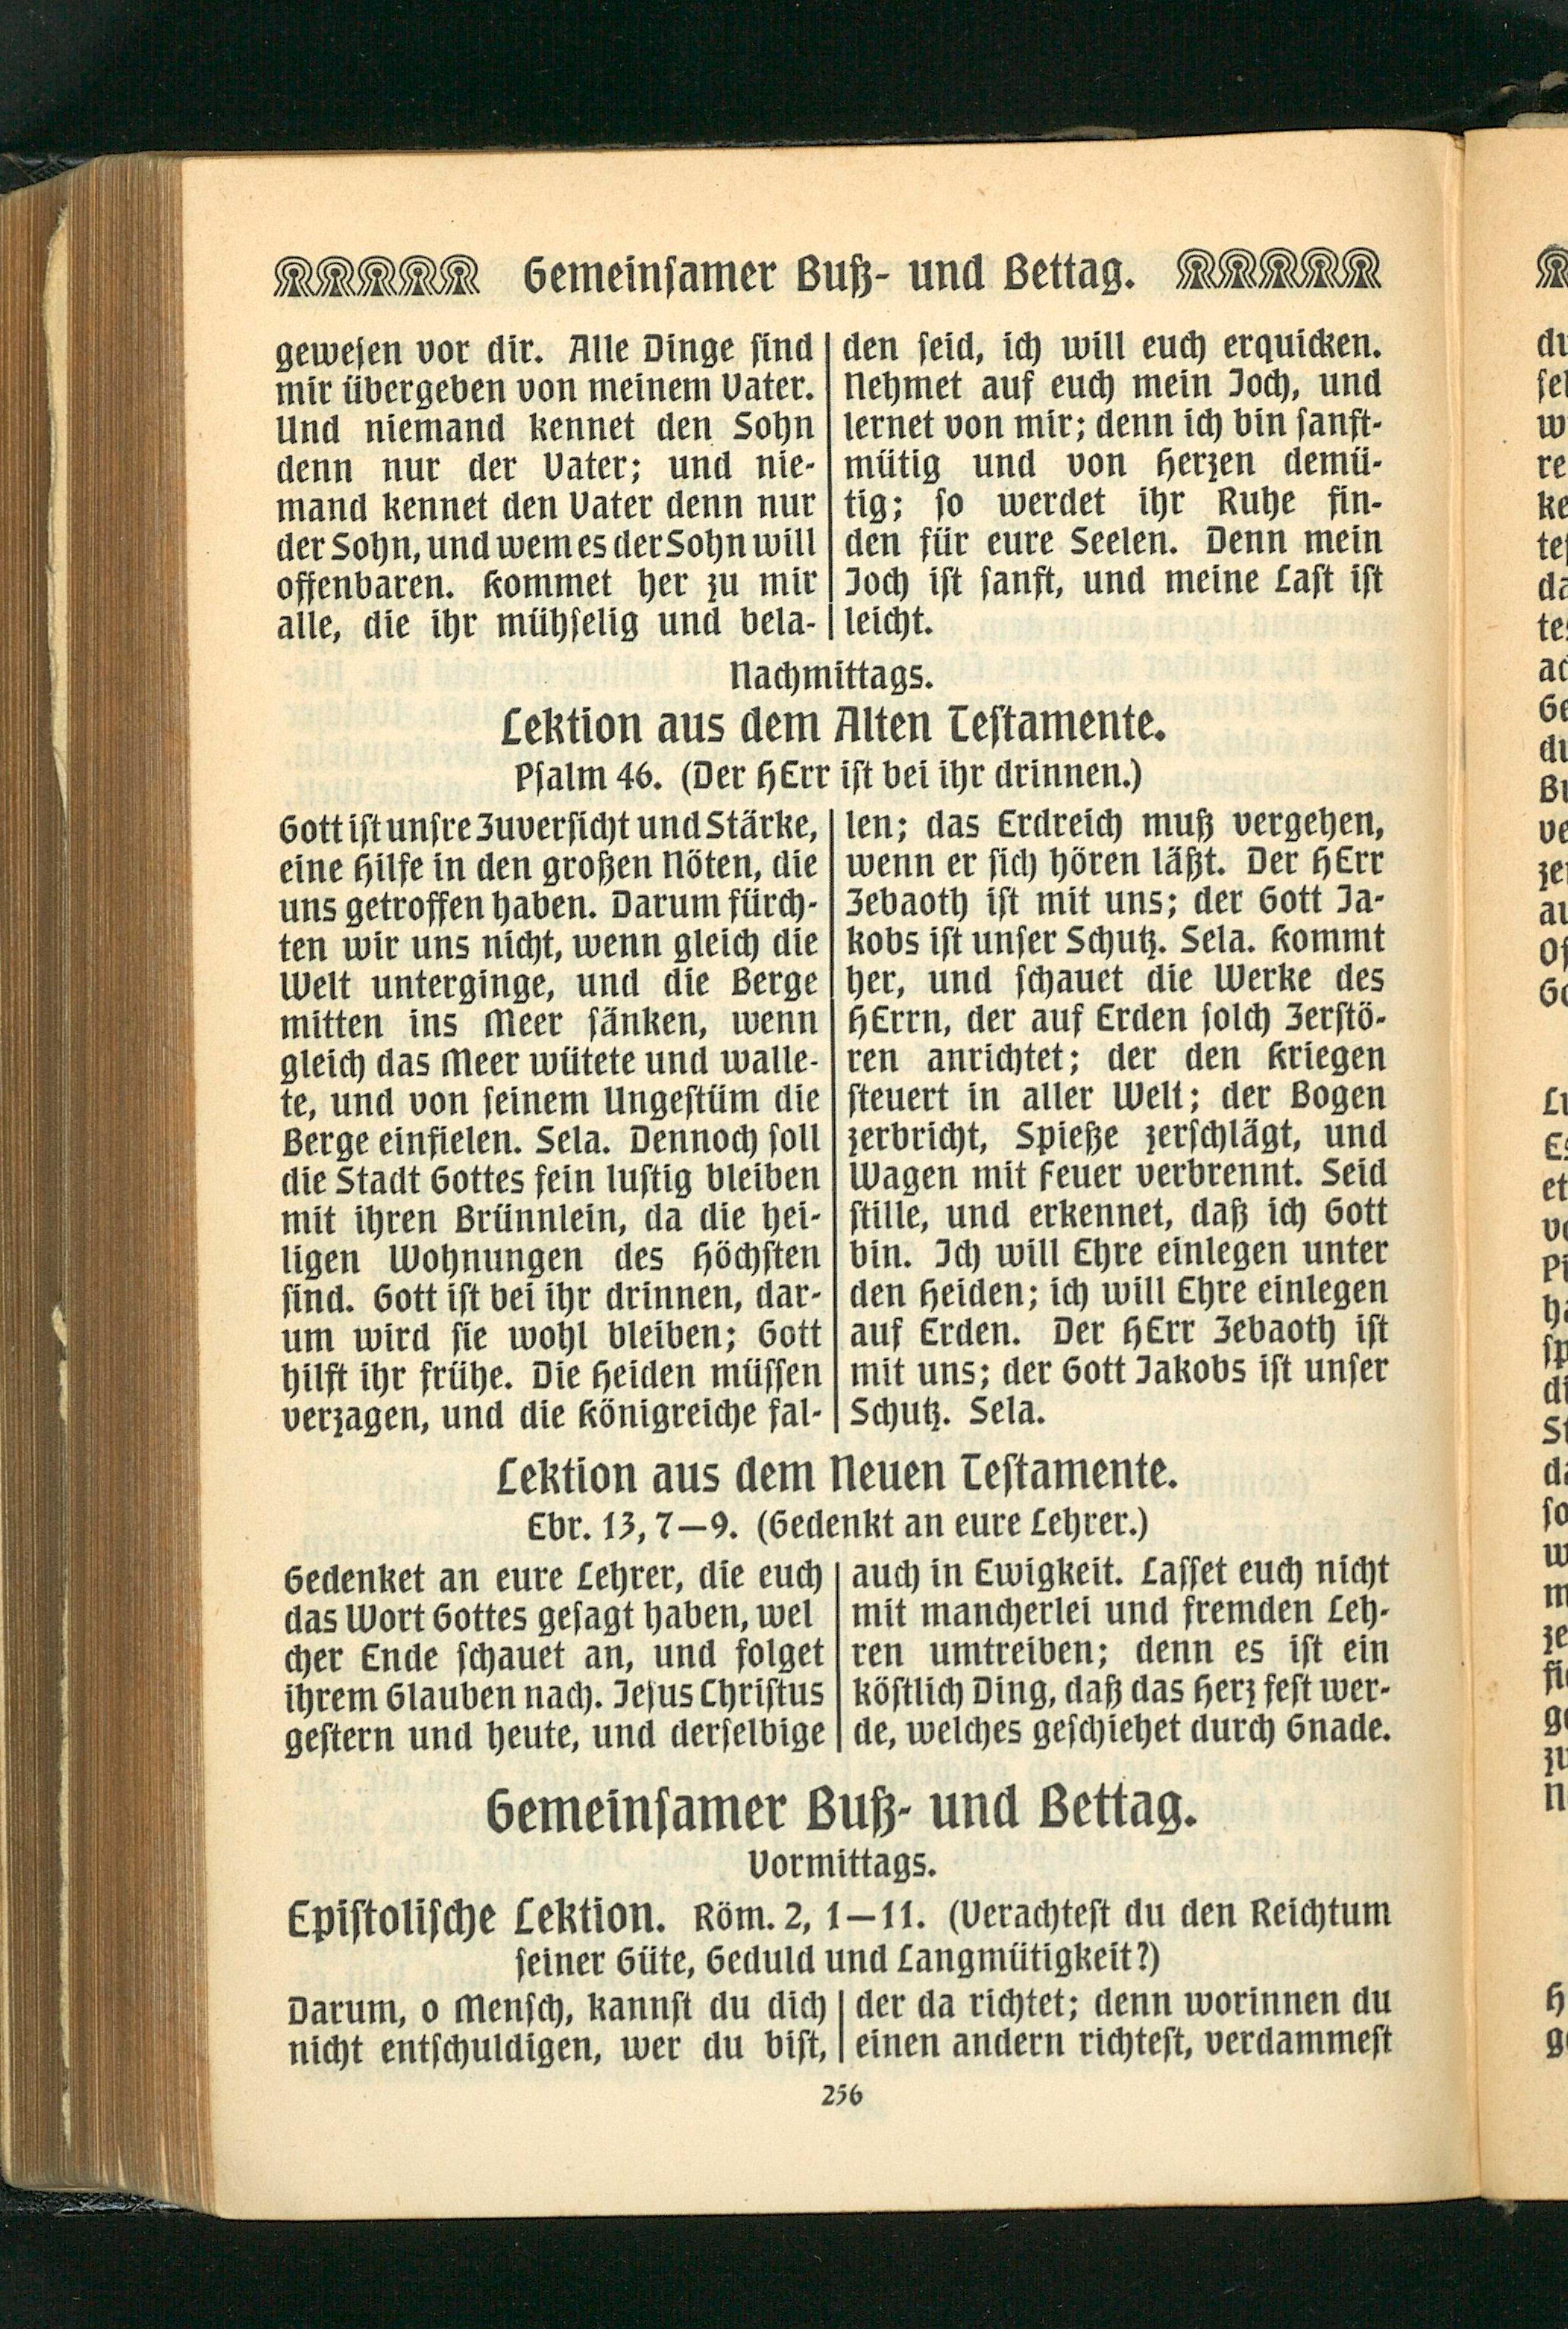 Gemeinſamer Buß- und Bettag.
geweſen vor dir. Alle Dinge ſind
mir übergeben von meinem Vater.
Und niemand kennet den Sohn
denn nur der Vater; und nie-
mand kennet den Vater denn nur
der Sohn, und wem es der Sohn will
offenbaren. Kommet her zu mir
alle, die ihr mühſelig und bela-
den ſeid, ich will euch erquicken.
Nehmet auf euch mein Joch, und
lernet von mir; denn ich bin ſanft-
mütig und von Herzen demü-
tig; ſo werdet ihr Ruhe fin-
den für eure Seelen. Denn mein
Joch iſt ſanft, und meine Laſt iſt
leicht.
Nachmittags.
Lektion aus dem Alten Teſtamente.
Pſalm 46. (Der HErr iſt bei ihr drinnen.)
Gott iſt unſre Zuverſicht und Stärke,
eine Hilfe in den großen Nöten, die
uns getroffen haben. Darum fürch-
ten wir uns nicht, wenn gleich die
Welt unterginge, und die Berge
mitten ins Meer ſänken, wenn
gleich das Meer wütete und walle-
te, und von ſeinem Ungeſtüm die
Berge einfielen. Sela. Dennoch ſoll
die Stadt Gottes fein luſtig bleiben
mit ihren Brünnlein, da die hei-
ligen Wohnungen des Höchſten
ſind. Gott iſt bei ihr drinnen, dar-
um wird ſie wohl bleiben; Gott
hilft ihr frühe. Die Heiden müſſen
verzagen, und die Königreiche fal-
len; das Erdreich muß vergehen,
wenn er ſich hören läßt. Der HErr
Zebaoth iſt mit uns; der Gott Ja-
kobs iſt unſer Schutz. Sela. Kommt
her, und ſchauet die Werke des
HErrn, der auf Erden ſolch Zerſtö-
ren anrichtet; der den Kriegen
ſteuert in aller Welt; der Bogen
zerbricht, Spieße zerſchlägt, und
Wagen mit Feuer verbrennt. Seid
ſtille, und erkennet, daß ich Gott
bin. Ich will Ehre einlegen unter
den Heiden; ich will Ehre einlegen
auf Erden. Der HErr Zebaoth iſt
mit uns; der Gott Jakobs iſt unſer
Schutz. Sela.
Lektion aus dem Neuen Teſtamente.
Ebr. 13, 7—9. (Gedenkt an eure Lehrer.)
Gedenket an eure Lehrer, die euch
das Wort Gottes geſagt haben, wel
cher Ende ſchauet an, und folget
ihrem Glauben nach. Jeſus Chriſtus
geſtern und heute, und derſelbige
auch in Ewigkeit. Laſſet euch nicht
mit mancherlei und fremden Leh-
ren umtreiben; denn es iſt ein
köſtlich Ding, daß das Herz feſt wer-
de, welches geſchiehet durch Gnade.
Gemeinſamer Buß- und Bettag.
Vormittags.
Epiſtoliſche Lektion. Röm. 2, 1—11. (Verachteſt du den Reichtum
ſeiner Güte, Geduld und Langmütigkeit?)
Darum, o Menſch, kannſt du dich
nicht entſchuldigen, wer du biſt,
der da richtet; denn worinnen du
einen andern richteſt, verdammeſt
256